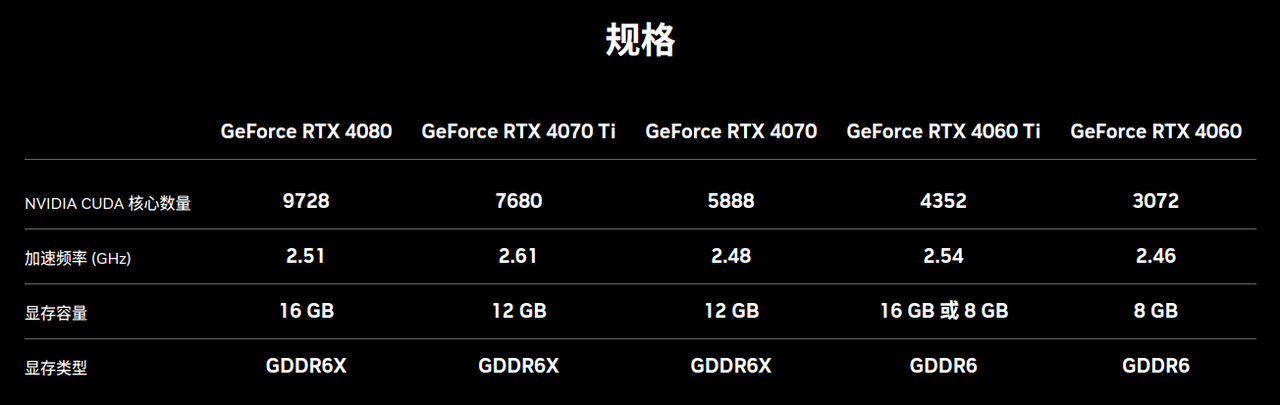 规格
GeForce RTX 4080 GeForce RTX 4070 Ti GeForce RTX 4070 GeForce RTX 4060 Ti GeForce RTX 4060
NVIDIA CUDA 核心数量 9728 7680 5888 4352 3072
加速频率 (GHz) 2.51 2.61 2.48 2.54 2.46
显存容量 16 GB 12 GB 12 GB 16 GB 或 8 GB 8 GB
显存类型 GDDR6X GDDR6X GDDR6X GDDR6 GDDR6